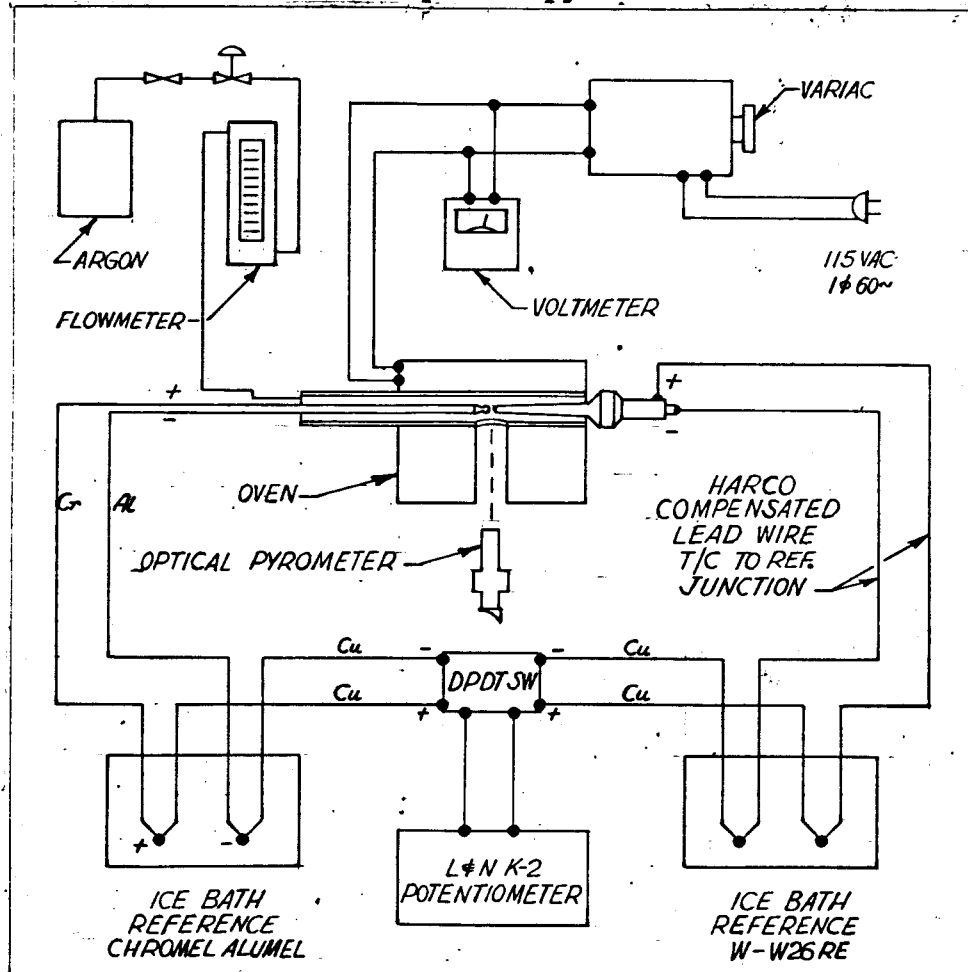 VARIAC
ARGON
115 VAC
1ϕ 60~
VOLTMETER
FLOWMETER
+
-
+
-
OVEN
Cr
Al
HARCO
COMPENSATED
LEAD WIRE
T/C TO REF.
JUNCTION
OPTICAL PYROMETER
Cu
-
DPDT SW
-
Cu
Cu
+
+
Cu
+
-
L&N K-2
POTENTIOMETER
ICE BATH
REFERENCE
CHROMEL ALUMEL
ICE BATH
REFERENCE
W-W26RE